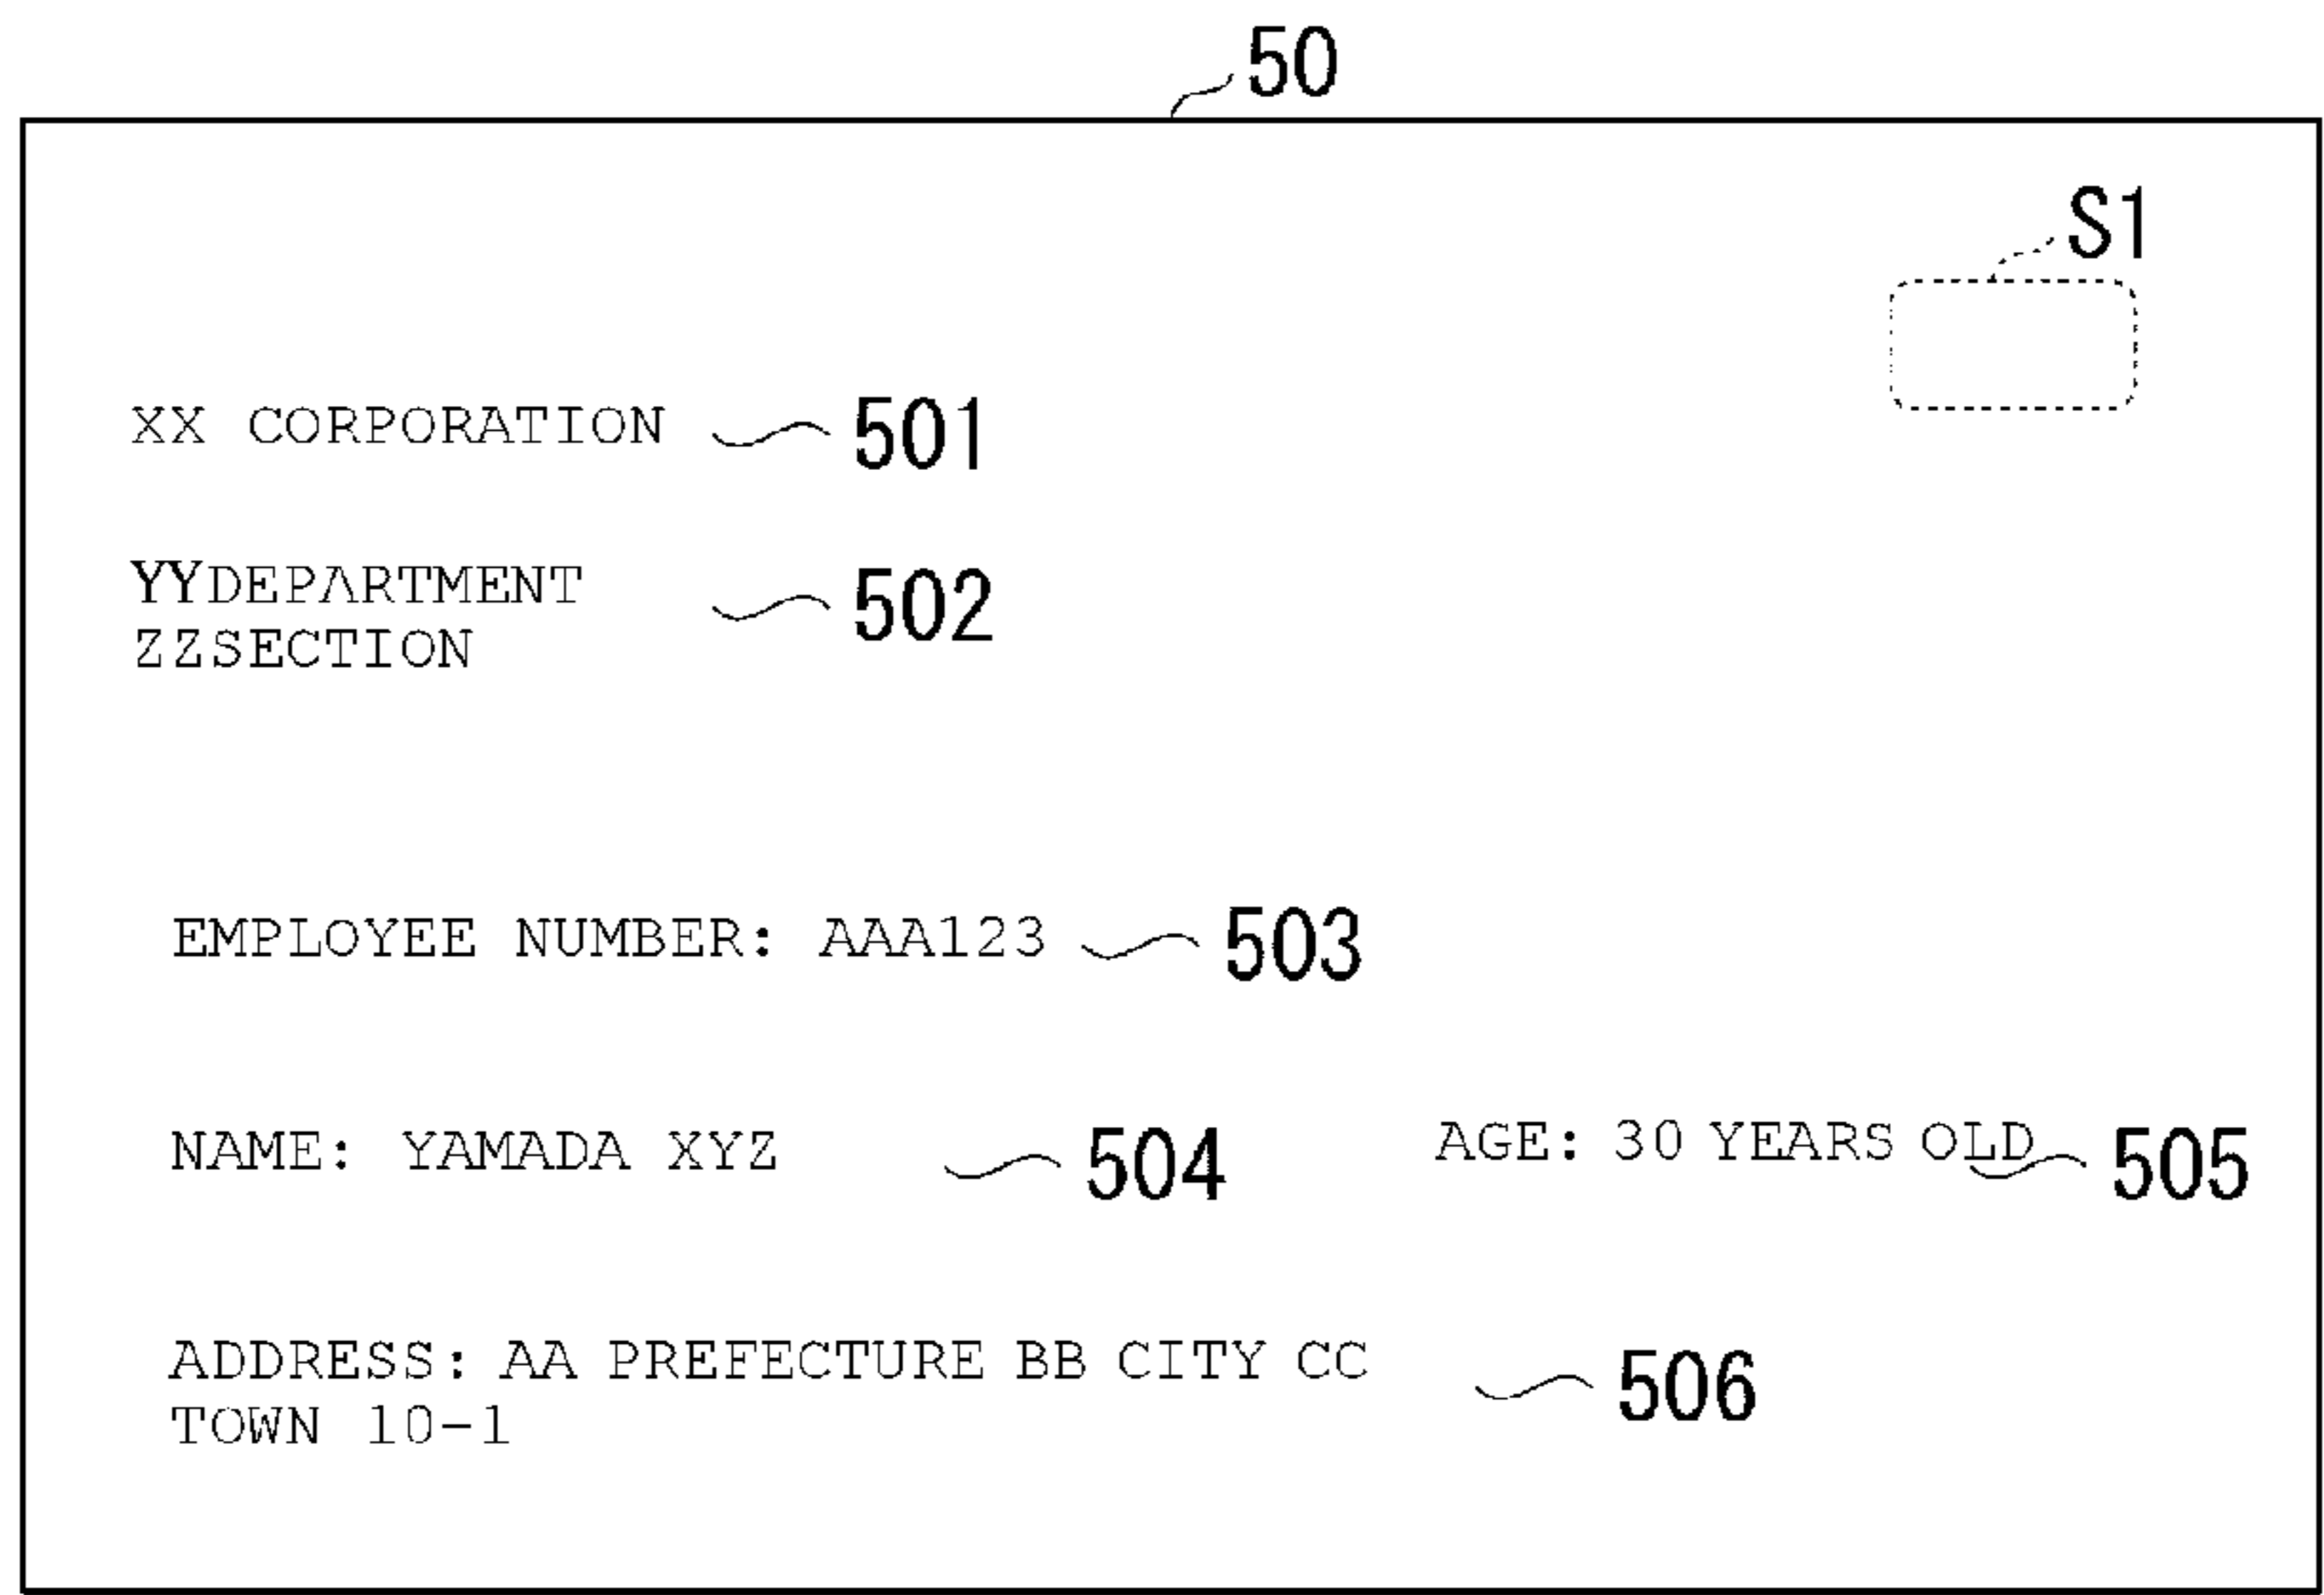 50
S1
XX CORPORATION 501
YYDEPARTMENT 502
ZZSECTION
EMPLOYEE NUMBER: AAA123 503
NAME: YAMADA XYZ 504 AGE: 30 YEARS OLD 505
ADDRESS: AA PREFECTURE BB CITY CC 506
TOWN 10-1